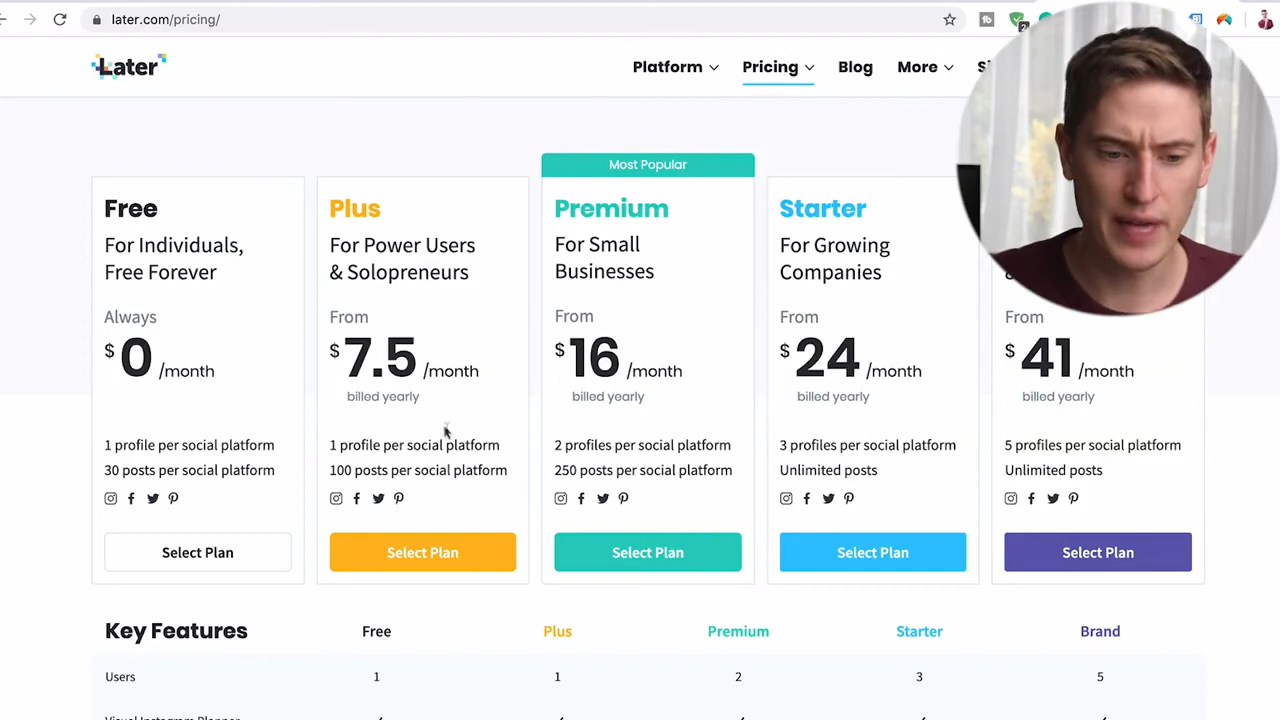 later.com/pricing/
Later
Platform
Pricing
Blog
More
Most Popular
Free
For Individuals,
Free Forever
Always
$0 /month
1 profile per social platform
30 posts per social platform
Select Plan
Plus
For Power Users
& Solopreneurs
From
$7.5 /month
billed yearly
1 profile per social platform
100 posts per social platform
Select Plan
Premium
For Small
Businesses
From
$16 /month
billed yearly
2 profiles per social platform
250 posts per social platform
Select Plan
Starter
For Growing
Companies
From
$24 /month
billed yearly
3 profiles per social platform
Unlimited posts
Select Plan
From
$41 /month
billed yearly
5 profiles per social platform
Unlimited posts
Select Plan
Key Features Free Plus Premium Starter Brand
Users 1 1 2 3 5